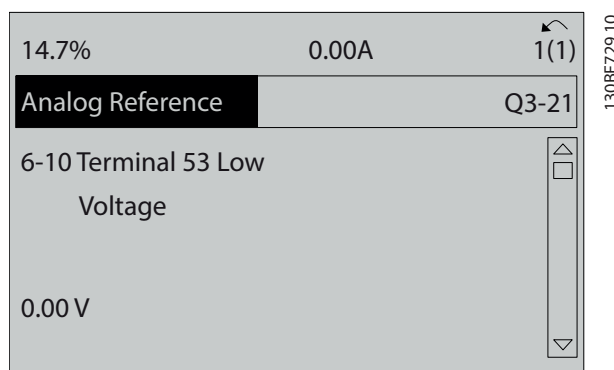 14.7% 0.00A 1(1)
Analog Reference Q3-21
6-10 Terminal 53 Low
Voltage
0.00 V
130BF729.10